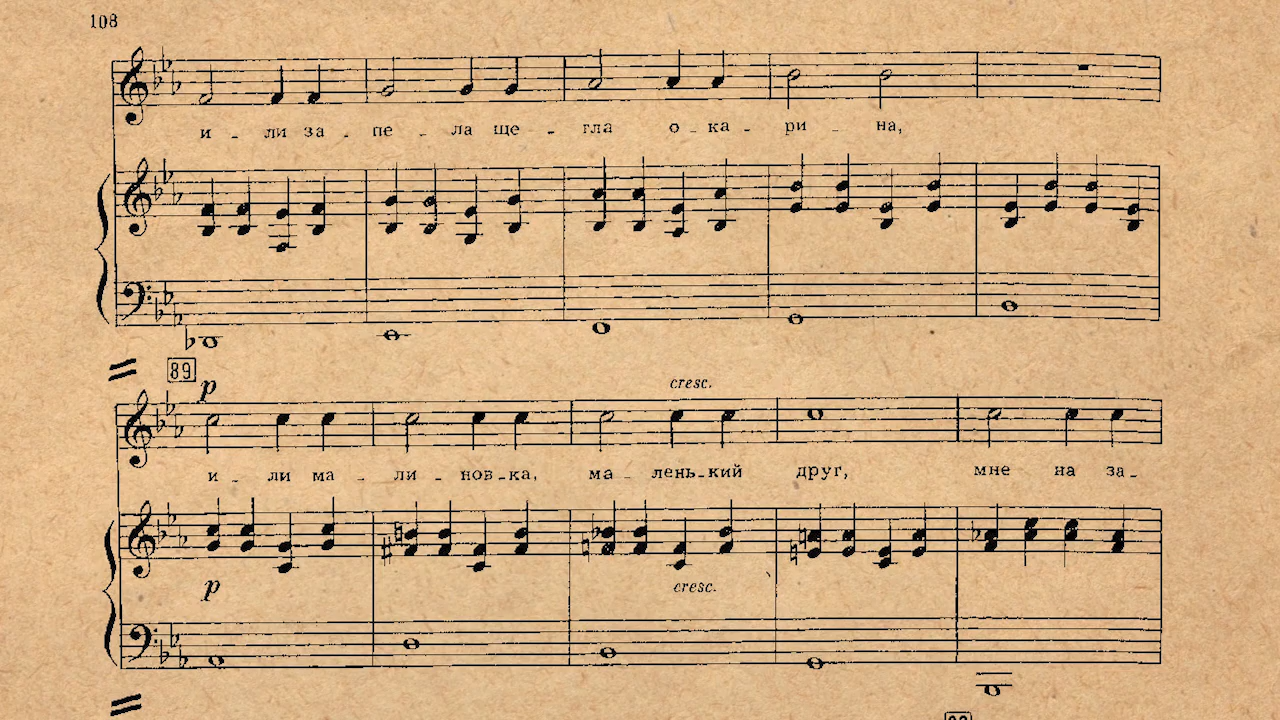 108
и - ли за - пе - ла ще - гла о - ка - ри - на,
89
p cresc.
и - ли ма - ли - нов - ка, ма - лень - кий друг, мне на за -
p cresc.